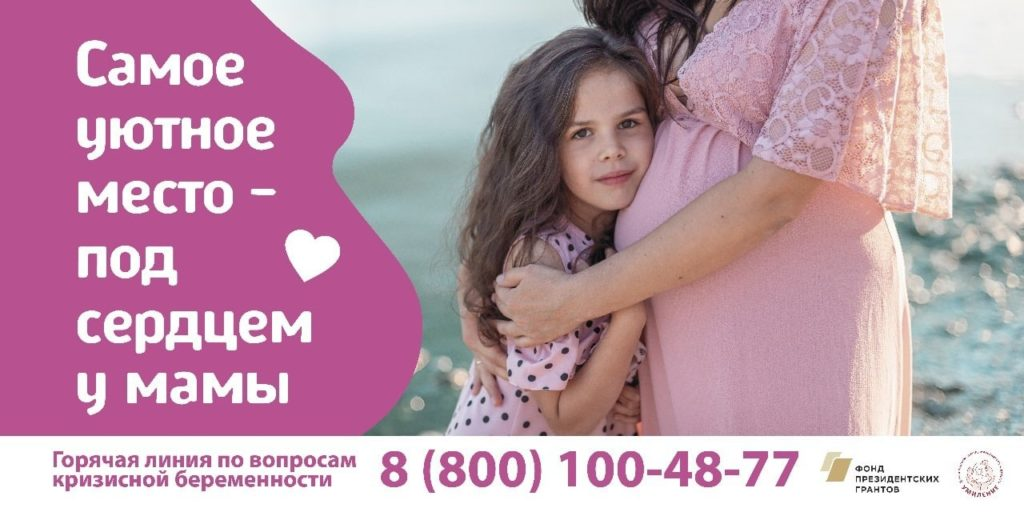 Самое
уютное
место –
под
сердцем
у мамы
Горячая линия по вопросам
кризисной беременности
8 (800) 100-48-77
ФОНД
ПРЕЗИДЕНТСКИХ
ГРАНТОВ
УМИЛЕНИЕ